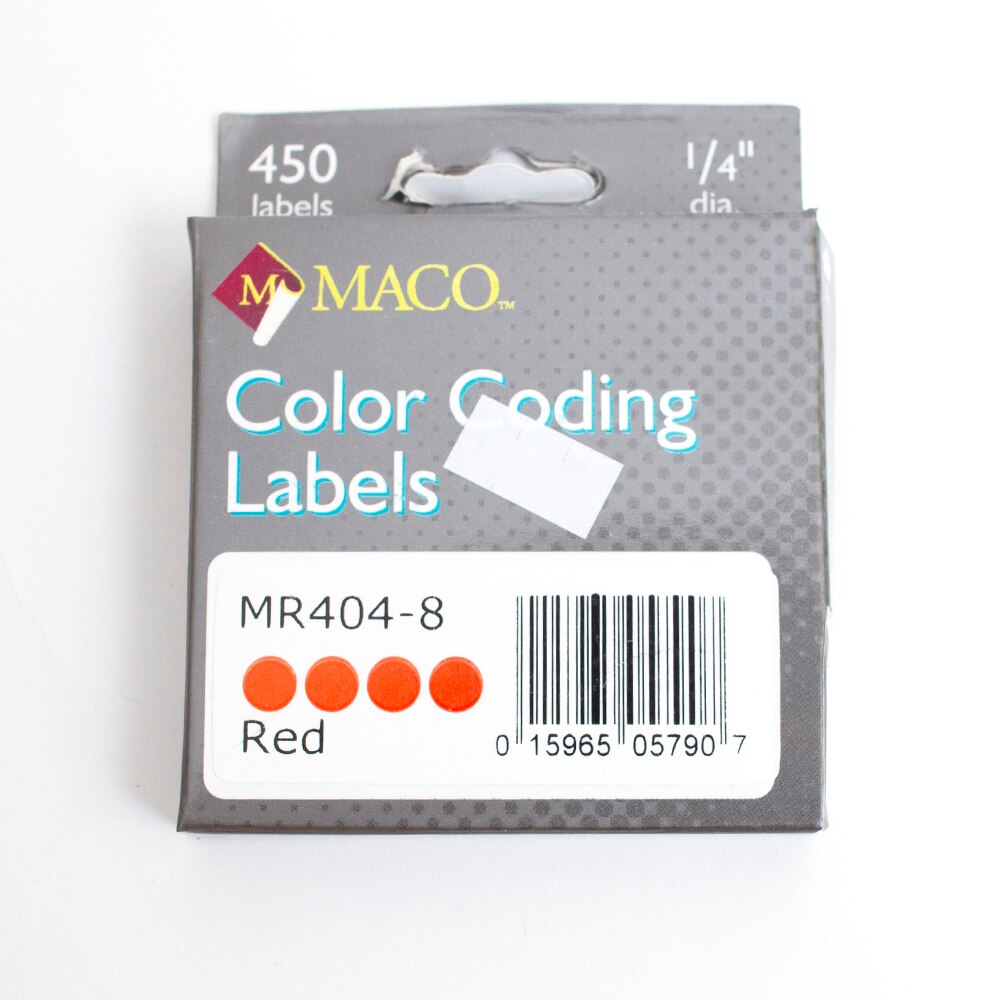 450
labels
1/4"
dia.
M MACO™
Color Coding
Labels
MR404-8
Red
0 15965 05790 7